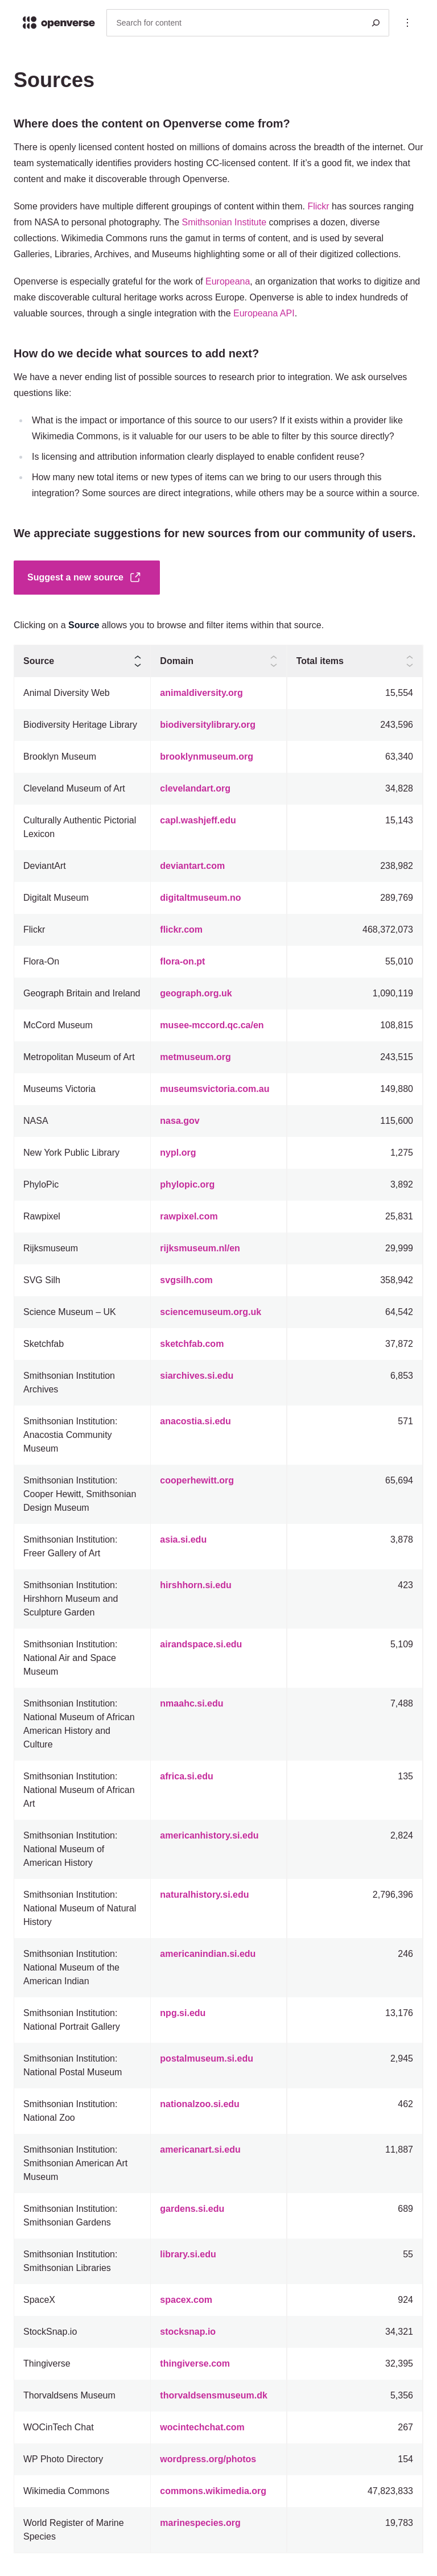 openverse
Search for content
Sources
Where does the content on Openverse come from?
There is openly licensed content hosted on millions of domains across the breadth of the internet. Our
team systematically identifies providers hosting CC-licensed content. If it’s a good fit, we index that
content and make it discoverable through Openverse.
Some providers have multiple different groupings of content within them. Flickr has sources ranging
from NASA to personal photography. The Smithsonian Institute comprises a dozen, diverse
collections. Wikimedia Commons runs the gamut in terms of content, and is used by several
Galleries, Libraries, Archives, and Museums highlighting some or all of their digitized collections.
Openverse is especially grateful for the work of Europeana, an organization that works to digitize and
make discoverable cultural heritage works across Europe. Openverse is able to index hundreds of
valuable sources, through a single integration with the Europeana API.
How do we decide what sources to add next?
We have a never ending list of possible sources to research prior to integration. We ask ourselves
questions like:
What is the impact or importance of this source to our users? If it exists within a provider like
Wikimedia Commons, is it valuable for our users to be able to filter by this source directly?
Is licensing and attribution information clearly displayed to enable confident reuse?
How many new total items or new types of items can we bring to our users through this
integration? Some sources are direct integrations, while others may be a source within a source.
We appreciate suggestions for new sources from our community of users.
Suggest a new source
Clicking on a Source allows you to browse and filter items within that source.
Source Domain Total items
Animal Diversity Web animaldiversity.org 15,554
Biodiversity Heritage Library biodiversitylibrary.org 243,596
Brooklyn Museum brooklynmuseum.org 63,340
Cleveland Museum of Art clevelandart.org 34,828
Culturally Authentic Pictorial capl.washjeff.edu 15,143
Lexicon
DeviantArt deviantart.com 238,982
Digitalt Museum digitaltmuseum.no 289,769
Flickr flickr.com 468,372,073
Flora-On flora-on.pt 55,010
Geograph Britain and Ireland geograph.org.uk 1,090,119
McCord Museum musee-mccord.qc.ca/en 108,815
Metropolitan Museum of Art metmuseum.org 243,515
Museums Victoria museumsvictoria.com.au 149,880
NASA nasa.gov 115,600
New York Public Library nypl.org 1,275
PhyloPic phylopic.org 3,892
Rawpixel rawpixel.com 25,831
Rijksmuseum rijksmuseum.nl/en 29,999
SVG Silh svgsilh.com 358,942
Science Museum – UK sciencemuseum.org.uk 64,542
Sketchfab sketchfab.com 37,872
Smithsonian Institution siarchives.si.edu 6,853
Archives
Smithsonian Institution: anacostia.si.edu 571
Anacostia Community
Museum
Smithsonian Institution: cooperhewitt.org 65,694
Cooper Hewitt, Smithsonian
Design Museum
Smithsonian Institution: asia.si.edu 3,878
Freer Gallery of Art
Smithsonian Institution: hirshhorn.si.edu 423
Hirshhorn Museum and
Sculpture Garden
Smithsonian Institution: airandspace.si.edu 5,109
National Air and Space
Museum
Smithsonian Institution: nmaahc.si.edu 7,488
National Museum of African
American History and
Culture
Smithsonian Institution: africa.si.edu 135
National Museum of African
Art
Smithsonian Institution: americanhistory.si.edu 2,824
National Museum of
American History
Smithsonian Institution: naturalhistory.si.edu 2,796,396
National Museum of Natural
History
Smithsonian Institution: americanindian.si.edu 246
National Museum of the
American Indian
Smithsonian Institution: npg.si.edu 13,176
National Portrait Gallery
Smithsonian Institution: postalmuseum.si.edu 2,945
National Postal Museum
Smithsonian Institution: nationalzoo.si.edu 462
National Zoo
Smithsonian Institution: americanart.si.edu 11,887
Smithsonian American Art
Museum
Smithsonian Institution: gardens.si.edu 689
Smithsonian Gardens
Smithsonian Institution: library.si.edu 55
Smithsonian Libraries
SpaceX spacex.com 924
StockSnap.io stocksnap.io 34,321
Thingiverse thingiverse.com 32,395
Thorvaldsens Museum thorvaldsensmuseum.dk 5,356
WOCinTech Chat wocintechchat.com 267
WP Photo Directory wordpress.org/photos 154
Wikimedia Commons commons.wikimedia.org 47,823,833
World Register of Marine marinespecies.org 19,783
Species